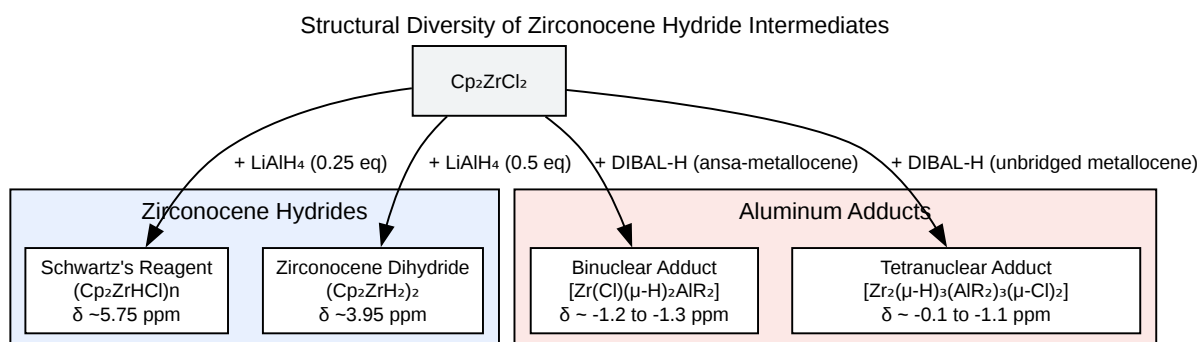 Structural Diversity of Zirconocene Hydride Intermediates
Cp₂ZrCl₂
+ LiAlH₄ (0.25 eq)
+ LiAlH₄ (0.5 eq)
+ DIBAL-H (ansa-metallocene)
+ DIBAL-H (unbridged metallocene)
Zirconocene Hydrides
Schwartz's Reagent
(Cp₂ZrHCl)n
δ ~5.75 ppm
Zirconocene Dihydride
(Cp₂ZrH₂)₂
δ ~3.95 ppm
Aluminum Adducts
Binuclear Adduct
[Zr(Cl)(μ-H)₂AlR₂]
δ ~ -1.2 to -1.3 ppm
Tetranuclear Adduct
[Zr₂(μ-H)₃(AlR₂)₃(μ-Cl)₂]
δ ~ -0.1 to -1.1 ppm